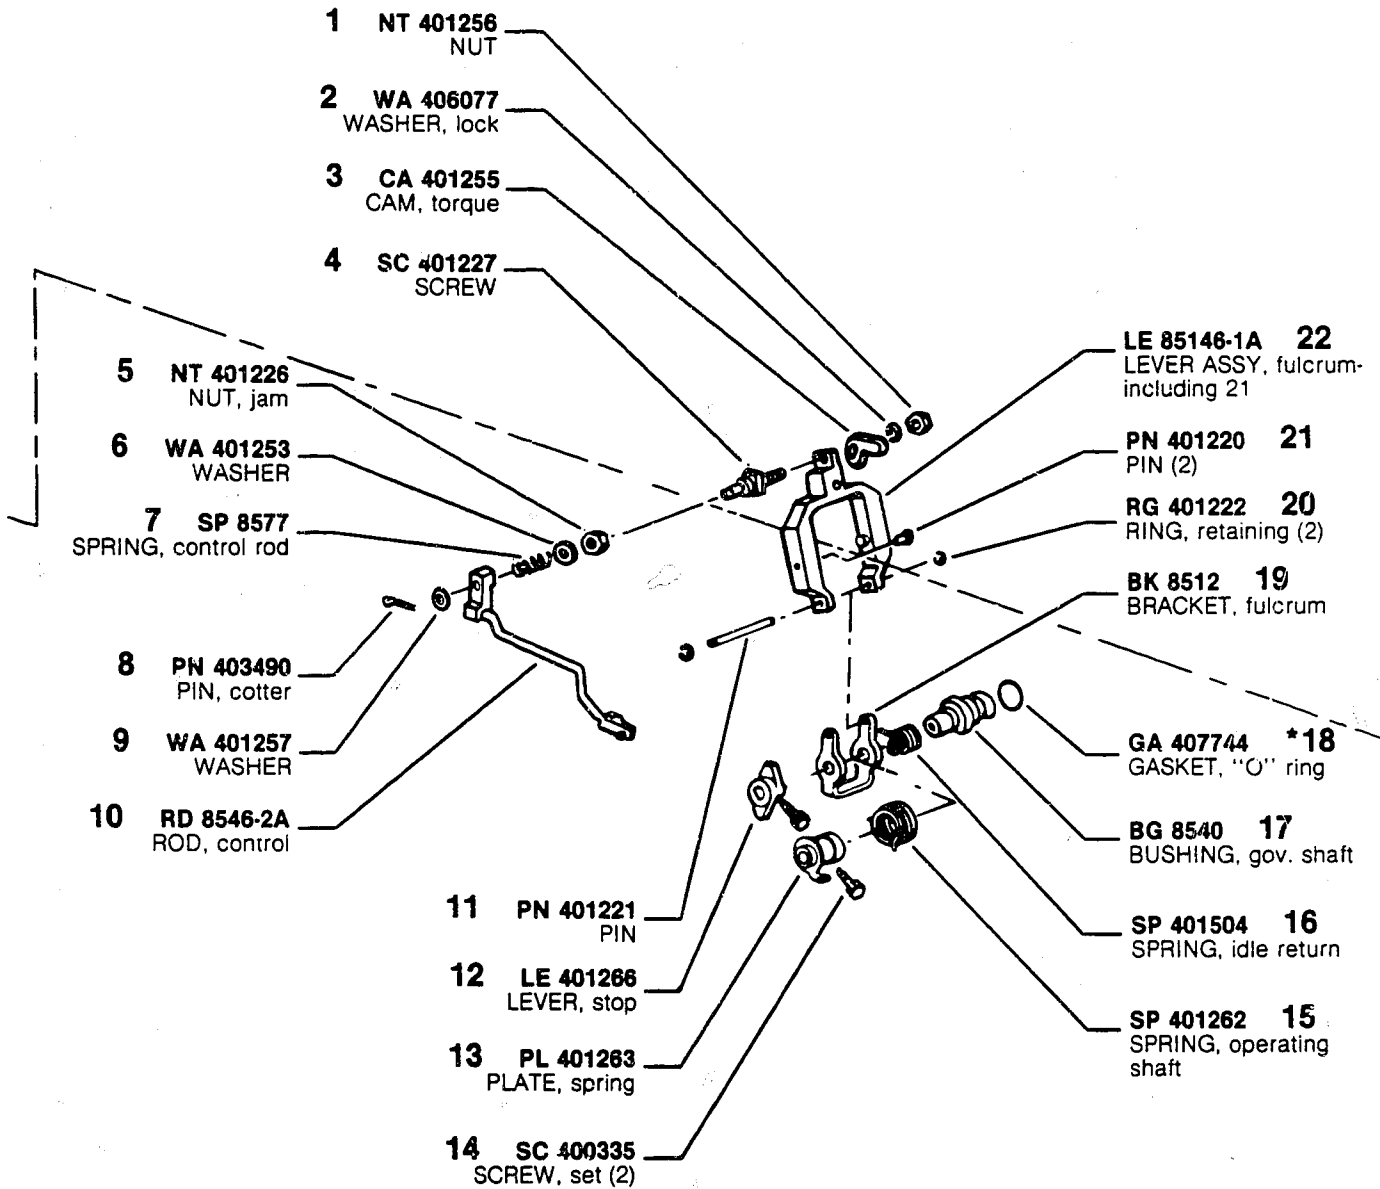 1 NT 401256
NUT
2 WA 406077
WASHER, lock
3 CA 401255
CAM, torque
4 SC 401227
SCREW
5 NT 401226
NUT, jam
6 WA 401253
WASHER
7 SP 8577
SPRING, control rod
8 PN 403490
PIN, cotter
9 WA 401257
WASHER
10 RD 8546-2A
ROD, control
11 PN 401221
PIN
12 LE 401266
LEVER, stop
13 PL 401263
PLATE, spring
14 SC 400335
SCREW, set (2)
LE 85146-1A 22
LEVER ASSY, fulcrum-
including 21
PN 401220 21
PIN (2)
RG 401222 20
RING, retaining (2)
BK 8512 19
BRACKET, fulcrum
GA 407744 *18
GASKET, "O" ring
BG 8540 17
BUSHING, gov. shaft
SP 401504 16
SPRING, idle return
SP 401262 15
SPRING, operating
shaft